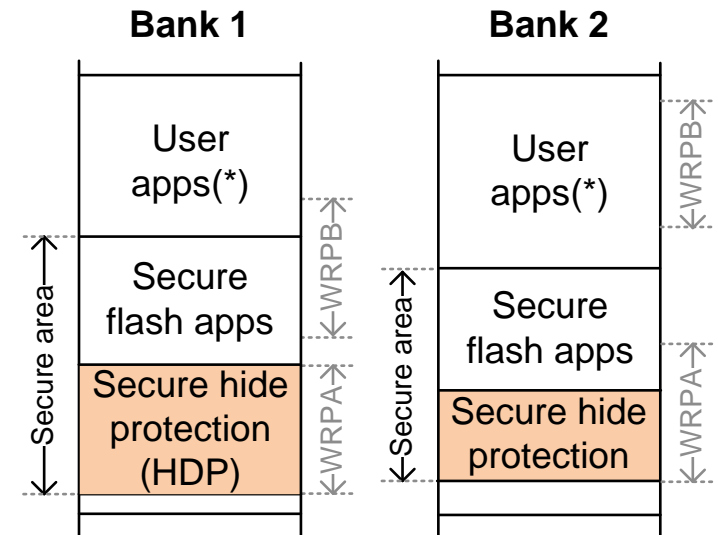 Bank 1
User
apps(*)
Secure
flash apps
Secure hide
protection
(HDP)
Secure area
WRPB
WRPA
Bank 2
User
apps(*)
Secure
flash apps
Secure hide
protection
Secure area
WRPB
WRPA